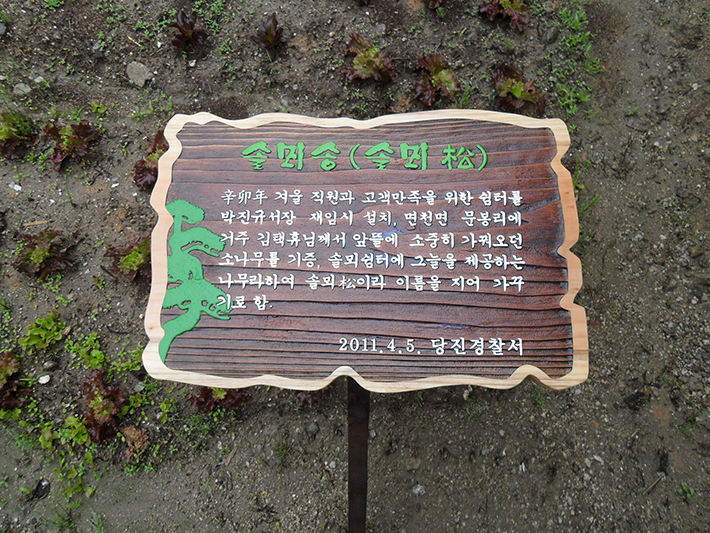 솔뫼송(솔뫼 松)
辛卯年 겨울 직원과 고객만족을 위한 쉼터를
박진규서장 재임시 설치, 면천면 문봉리에
거주 김택휴님께서 앞뜰에 소중히 가꿔오던
소나무를 기증, 솔뫼쉼터에 그늘을 제공하는
나무라하여 솔뫼松이라 이름을 지어 가꾸
기로 함.
2011.4.5. 당진경찰서